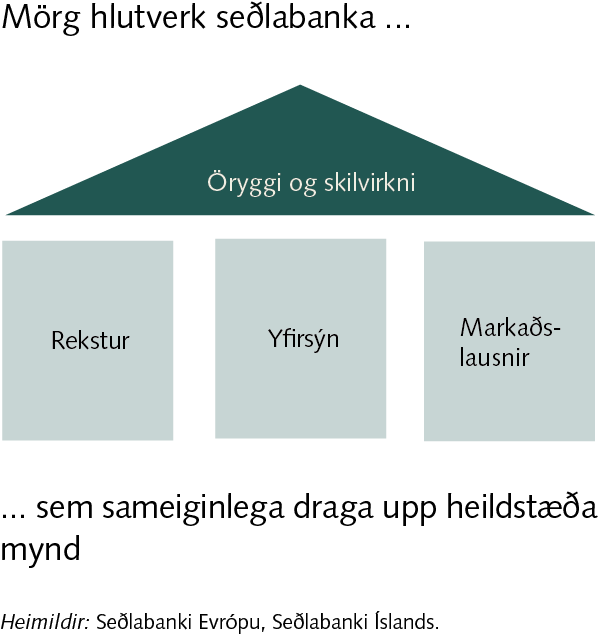 Mörg hlutverk seðlabanka ...
Öryggi og skilvirkni
Rekstur
Yfirsýn
Markaðs-
lausnir
... sem sameiginlega draga upp heildstæða
mynd
Heimildir: Seðlabanki Evrópu, Seðlabanki Íslands.